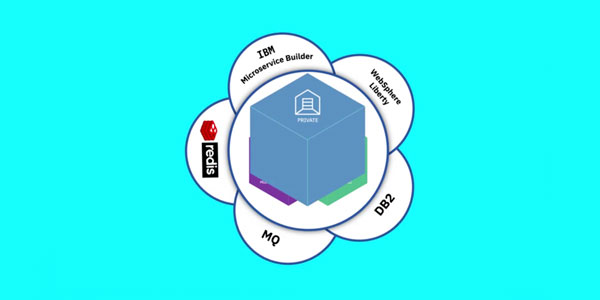 IBM
Microservice Builder
WebSphere
Liberty
redis
PRIVATE
DB2
MQ